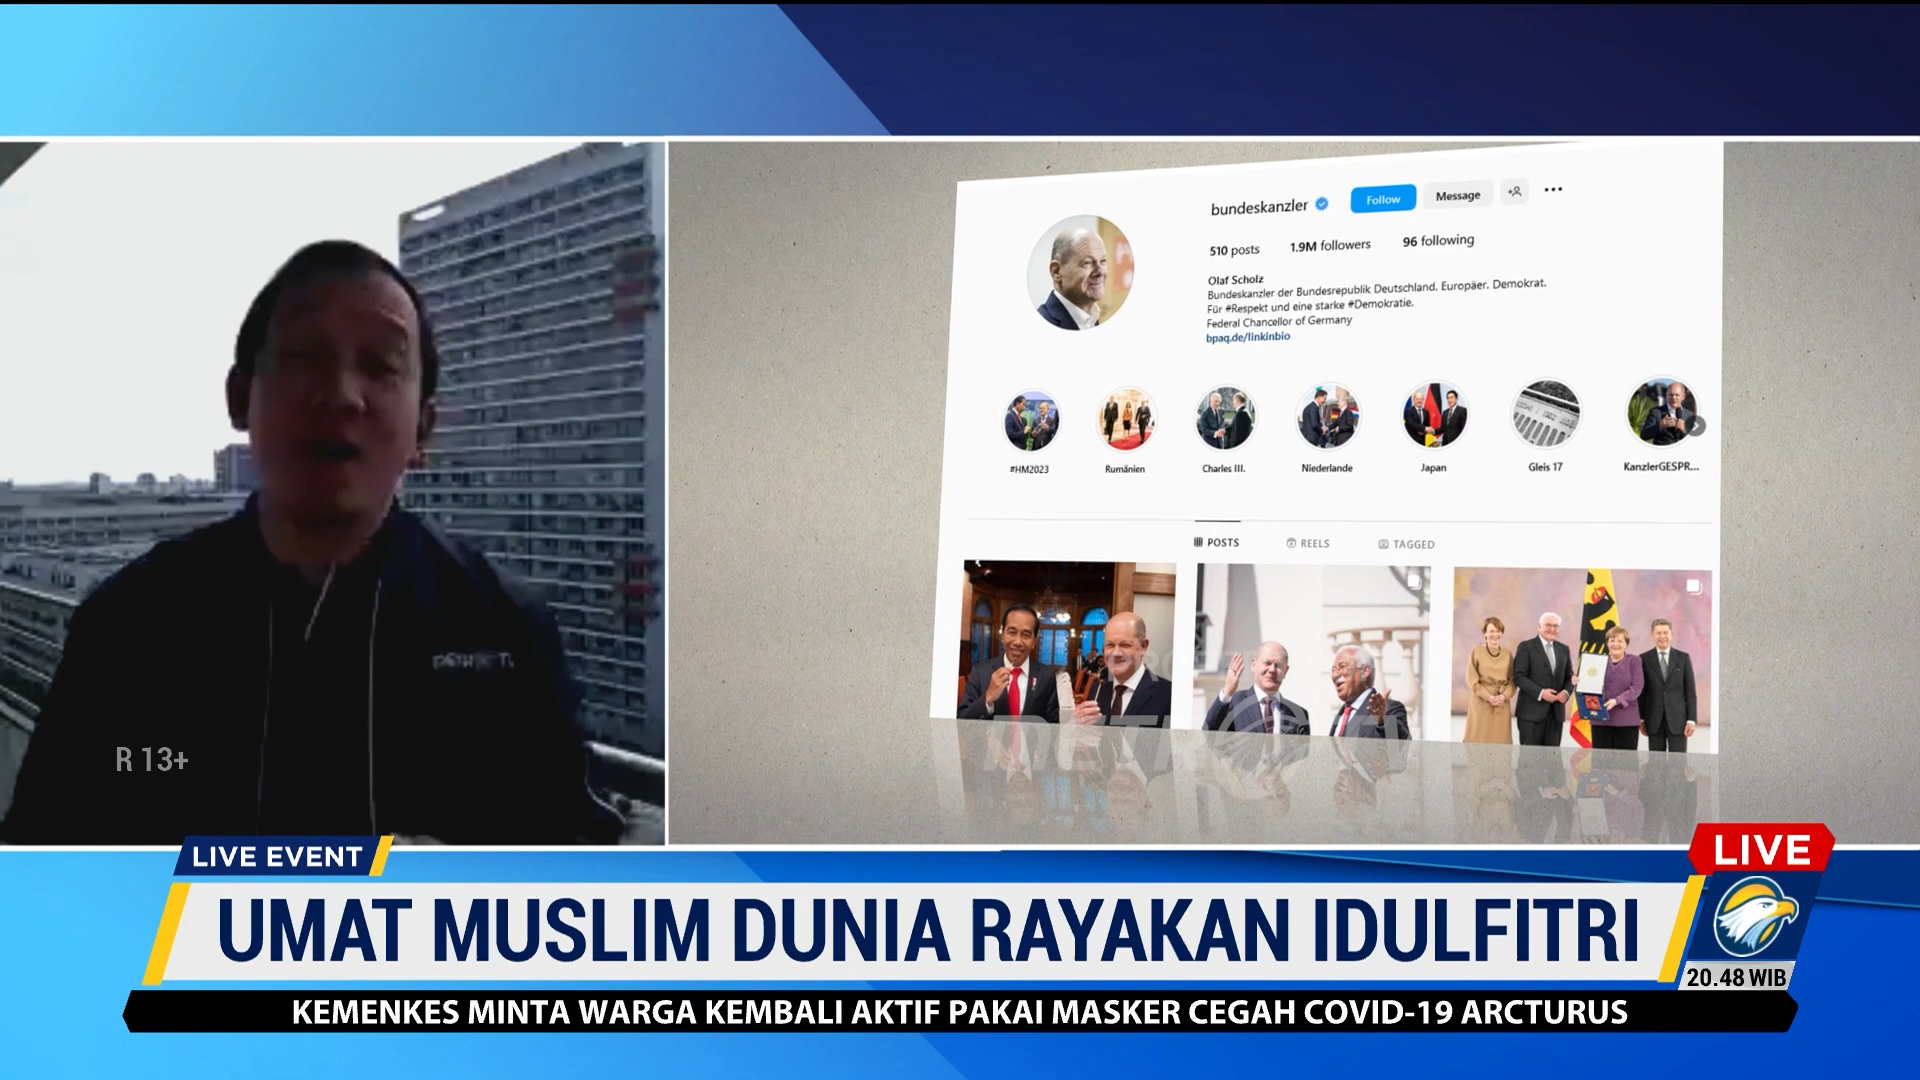 bundeskanzler
Follow
Message
510 posts
1.9M followers
96 following
Olaf Scholz
Bundeskanzler der Bundesrepublik Deutschland. Europäer. Demokrat.
Für #Respekt und eine starke #Demokratie.
Federal Chancellor of Germany
bpaq.de/linkinbio
#HM2023
Rumänien
Charles III.
Niederlande
Japan
Gleis 17
KanzlerGESPR...
POSTS
REELS
TAGGED
R 13+
LIVE EVENT
LIVE
UMAT MUSLIM DUNIA RAYAKAN IDULFITRI
20.48 WIB
KEMENKES MINTA WARGA KEMBALI AKTIF PAKAI MASKER CEGAH COVID-19 ARCTURUS